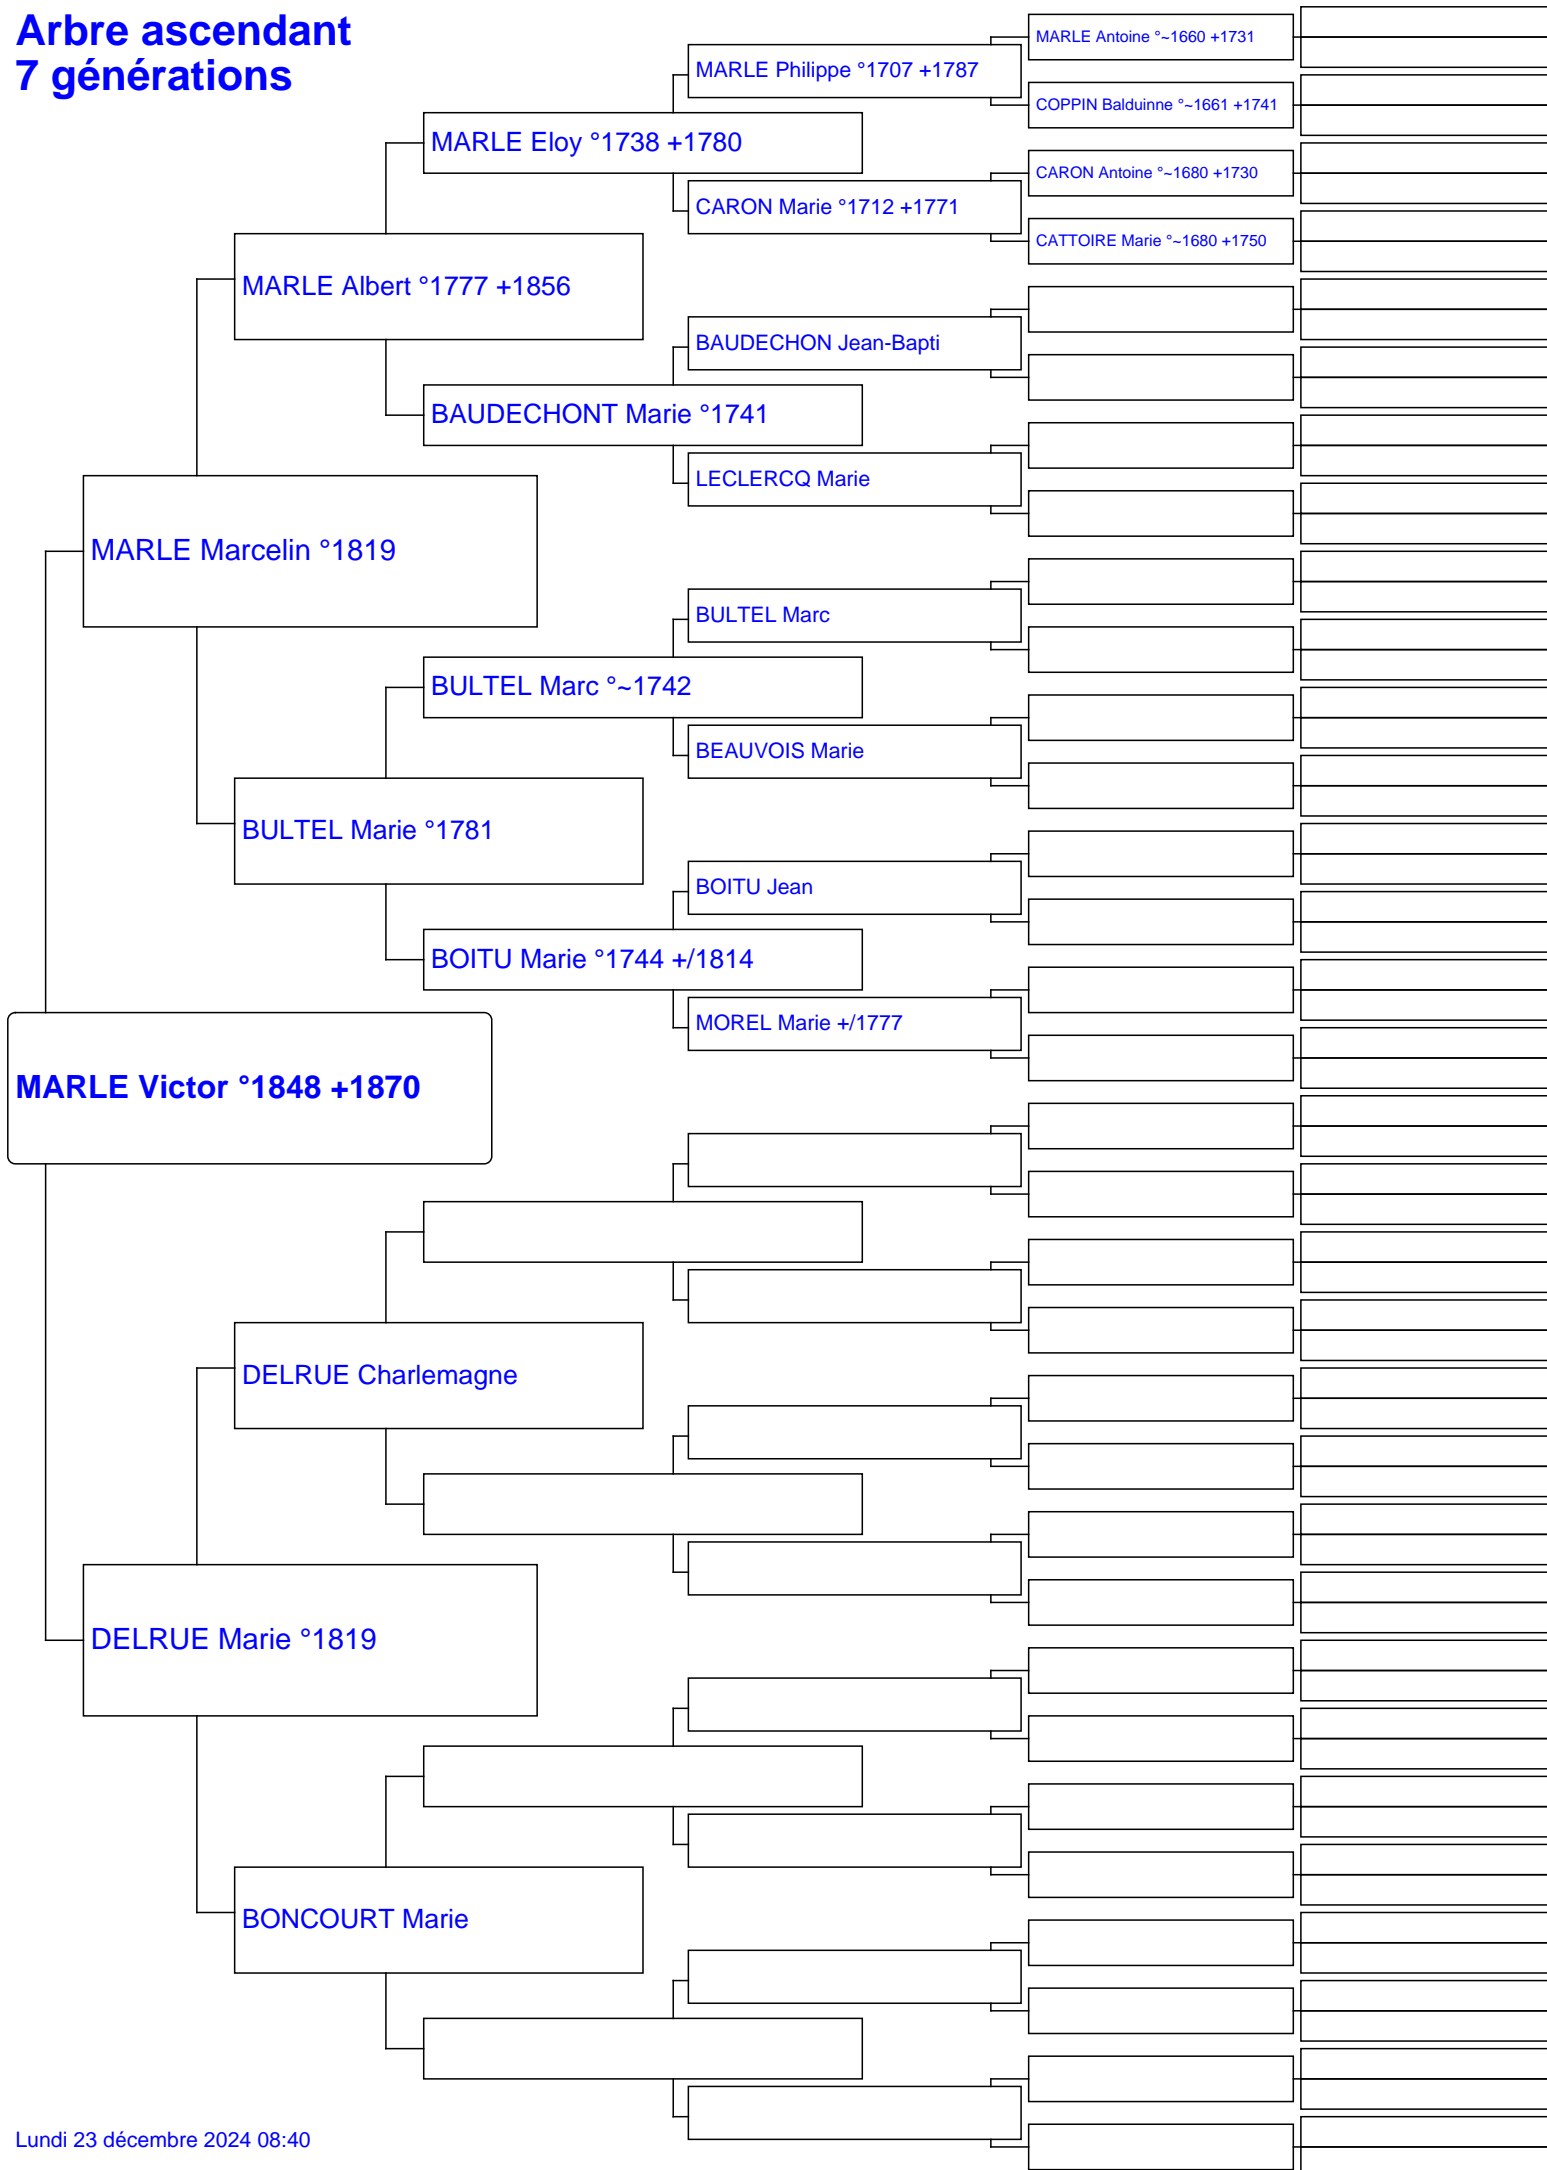 Arbre ascendant
7 générations
MARLE Antoine °~1660 +1731
MARLE Philippe °1707 +1787
COPPIN Balduinne °~1661 +1741
MARLE Eloy °1738 +1780
CARON Antoine °~1680 +1730
CARON Marie °1712 +1771
CATTOIRE Marie °~1680 +1750
MARLE Albert °1777 +1856
BAUDECHON Jean-Bapti
BAUDECHONT Marie °1741
LECLERCQ Marie
MARLE Marcelin °1819
BULTEL Marc
BULTEL Marc °~1742
BEAUVOIS Marie
BULTEL Marie °1781
BOITU Jean
BOITU Marie °1744 +/1814
MOREL Marie +/1777
MARLE Victor °1848 +1870
DELRUE Charlemagne
DELRUE Marie °1819
BONCOURT Marie
Lundi 23 décembre 2024 08:40